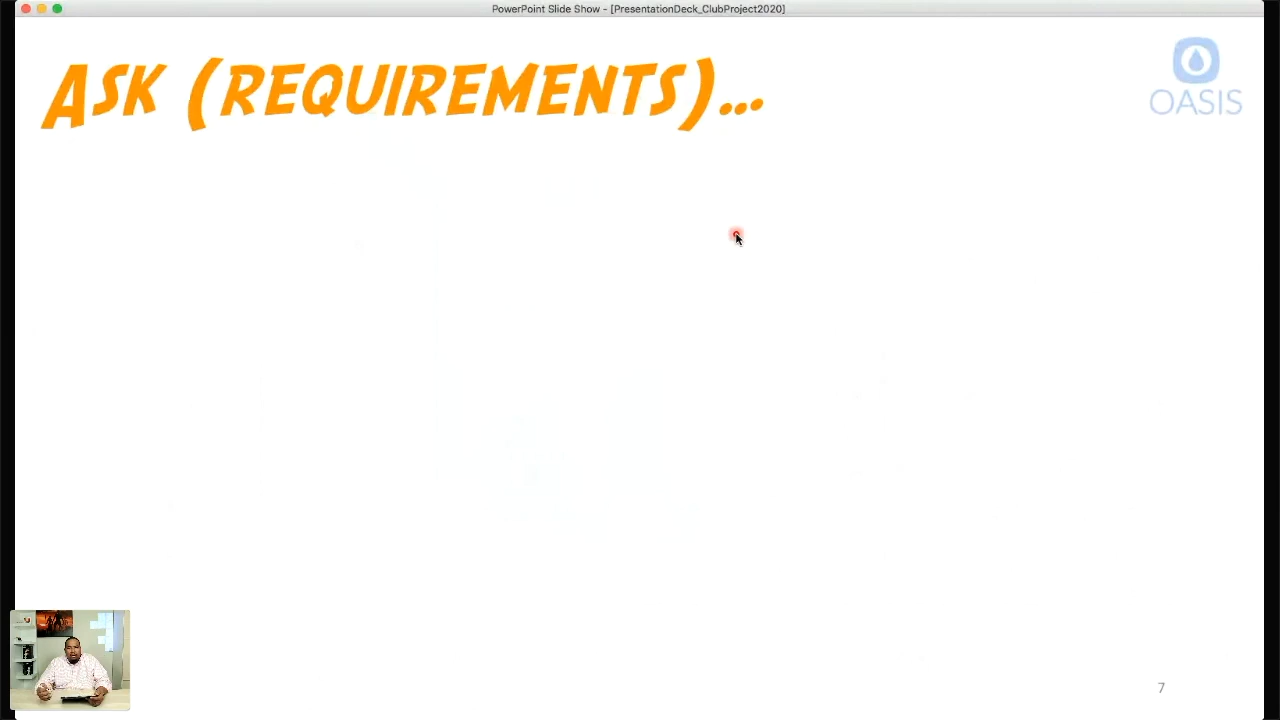 PowerPoint Slide Show - [PresentationDeck_ClubProject2020]
ASK (REQUIREMENTS)...
OASIS
7